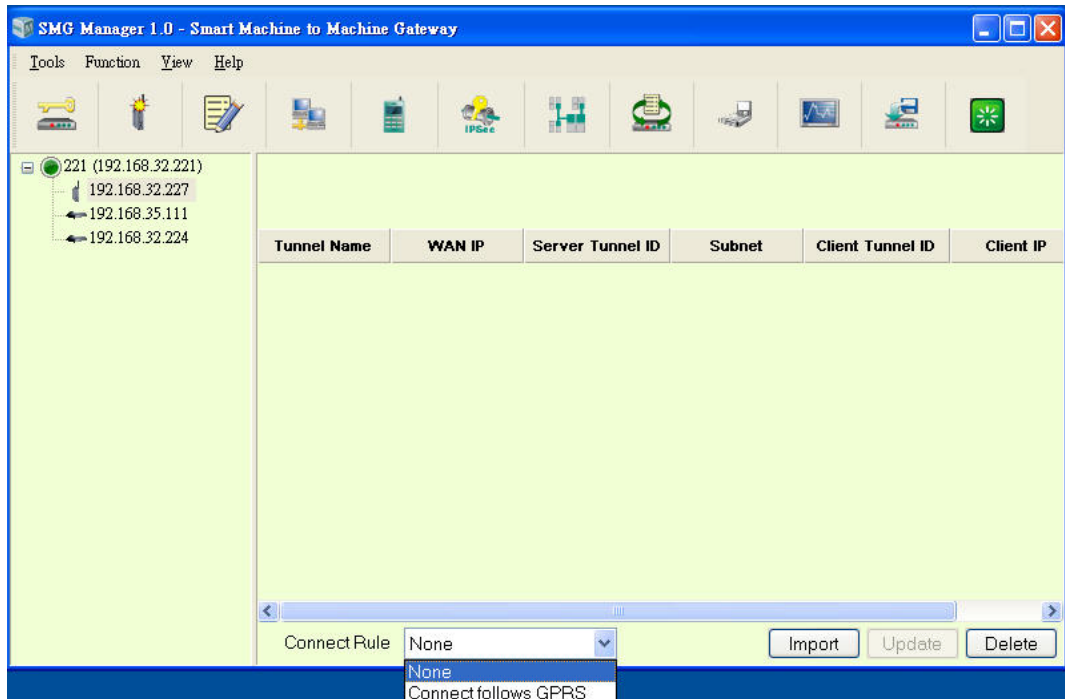 SMG Manager 1.0 - Smart Machine to Machine Gateway
Tools Function View Help
IPSec
221 (192.168.32.221)
192.168.32.227
192.168.35.111
192.168.32.224
Tunnel Name WAN IP Server Tunnel ID Subnet Client Tunnel ID Client IP
Connect Rule None Import Update Delete
None
Connect follows GPRS